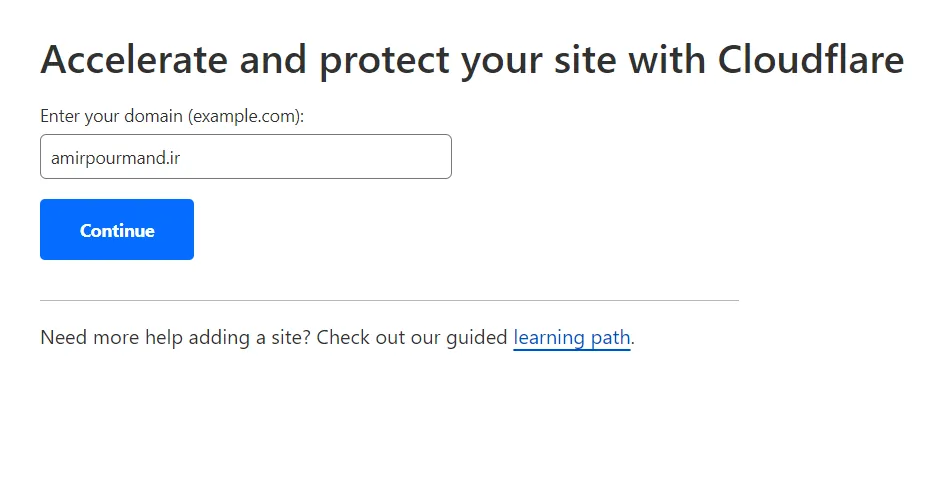 Accelerate and protect your site with Cloudflare
Enter your domain (example.com):
amirpourmand.ir
Continue
Need more help adding a site? Check out our guided learning path.